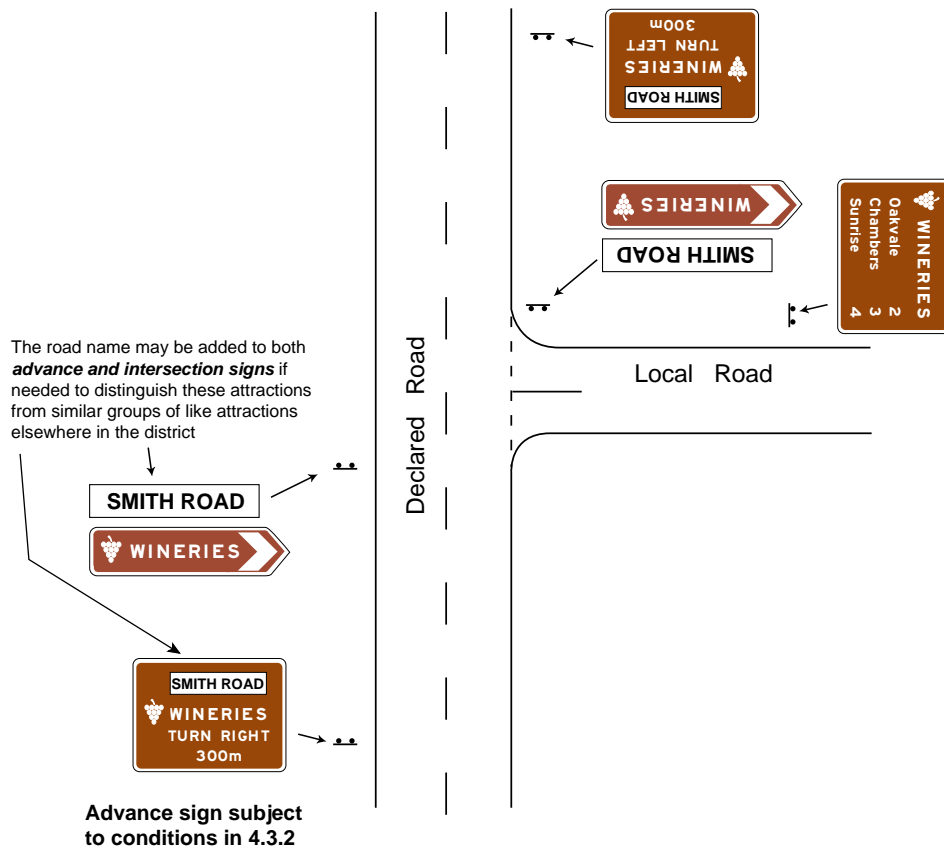 300m
TURN LEFT
WINERIES
SMITH ROAD
WINERIES
SMITH ROAD
WINERIES
Oakvale 2
Chambers 3
Sunrise 4
Local Road
Declared Road
The road name may be added to both
advance and intersection signs if
needed to distinguish these attractions
from similar groups of like attractions
elsewhere in the district
SMITH ROAD
WINERIES
SMITH ROAD
WINERIES
TURN RIGHT
300m
Advance sign subject
to conditions in 4.3.2